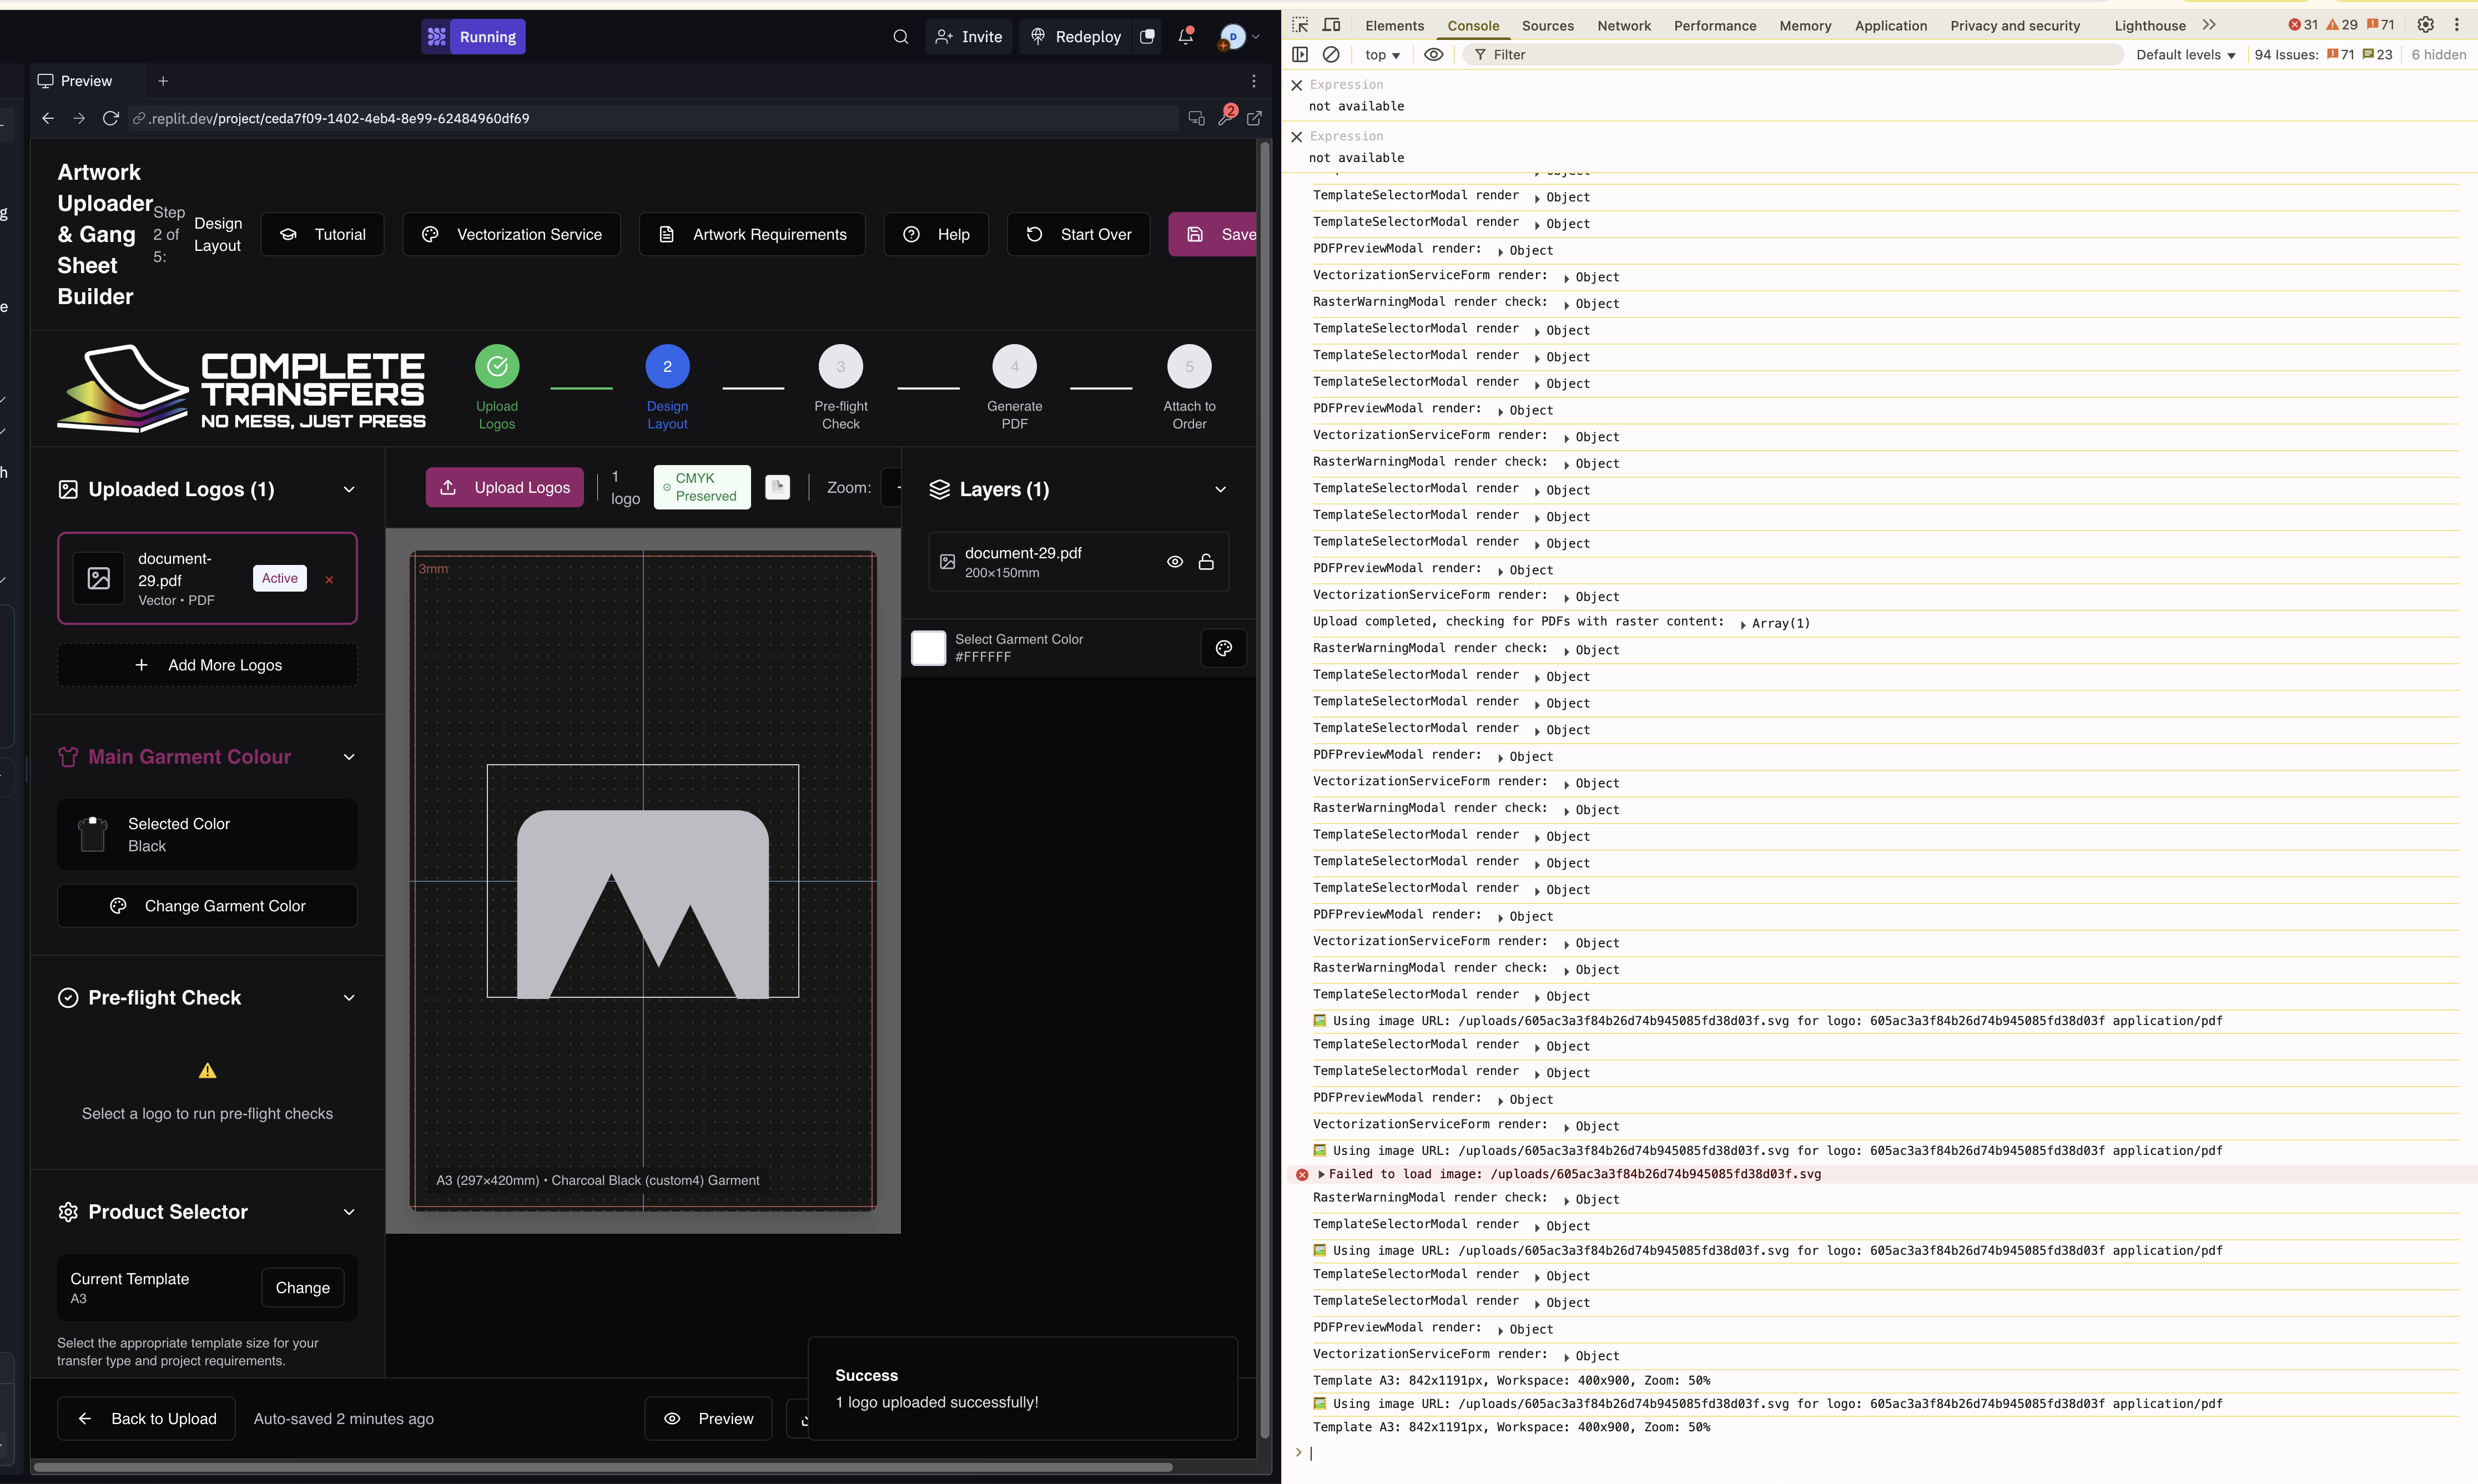 Running
Invite
Redeploy
D
Preview
.replit.dev/project/ceda7f09-1402-4eb4-8e99-62484960df69
2
Artwork
Uploader
& Gang
Sheet
Builder
Step
2 of
5:
Design
Layout
Tutorial
Vectorization Service
Artwork Requirements
Help
Start Over
Save
COMPLETE
TRANSFERS
NO MESS, JUST PRESS
Upload
Logos
2
Design
Layout
3
Pre-flight
Check
4
Generate
PDF
5
Attach to
Order
Uploaded Logos (1)
document-
29.pdf
Vector • PDF
Active
Add More Logos
Main Garment Colour
Selected Color
Black
Change Garment Color
Pre-flight Check
Select a logo to run pre-flight checks
Product Selector
Current Template
A3
Change
Select the appropriate template size for your
transfer type and project requirements.
Upload Logos
1
logo
CMYK
Preserved
Zoom:
3mm
A3 (297×420mm) • Charcoal Black (custom4) Garment
Layers (1)
document-29.pdf
200×150mm
Select Garment Color
#FFFFFF
Back to Upload
Auto-saved 2 minutes ago
Preview
Success
1 logo uploaded successfully!
Elements
Console
Sources
Network
Performance
Memory
Application
Privacy and security
Lighthouse
31
29
71
top
Filter
Default levels
94 Issues:
71
23
6 hidden
Expression
not available
Expression
not available
TemplateSelectorModal render Object
TemplateSelectorModal render Object
PDFPreviewModal render: Object
VectorizationServiceForm render: Object
RasterWarningModal render check: Object
TemplateSelectorModal render Object
TemplateSelectorModal render Object
TemplateSelectorModal render Object
PDFPreviewModal render: Object
VectorizationServiceForm render: Object
RasterWarningModal render check: Object
TemplateSelectorModal render Object
TemplateSelectorModal render Object
TemplateSelectorModal render Object
PDFPreviewModal render: Object
VectorizationServiceForm render: Object
Upload completed, checking for PDFs with raster content: Array(1)
RasterWarningModal render check: Object
TemplateSelectorModal render Object
TemplateSelectorModal render Object
TemplateSelectorModal render Object
PDFPreviewModal render: Object
VectorizationServiceForm render: Object
RasterWarningModal render check: Object
TemplateSelectorModal render Object
TemplateSelectorModal render Object
TemplateSelectorModal render Object
PDFPreviewModal render: Object
VectorizationServiceForm render: Object
RasterWarningModal render check: Object
TemplateSelectorModal render Object
Using image URL: /uploads/605ac3a3f84b26d74b945085fd38d03f.svg for logo: 605ac3a3f84b26d74b945085fd38d03f application/pdf
TemplateSelectorModal render Object
TemplateSelectorModal render Object
PDFPreviewModal render: Object
VectorizationServiceForm render: Object
Using image URL: /uploads/605ac3a3f84b26d74b945085fd38d03f.svg for logo: 605ac3a3f84b26d74b945085fd38d03f application/pdf
Failed to load image: /uploads/605ac3a3f84b26d74b945085fd38d03f.svg
RasterWarningModal render check: Object
TemplateSelectorModal render Object
Using image URL: /uploads/605ac3a3f84b26d74b945085fd38d03f.svg for logo: 605ac3a3f84b26d74b945085fd38d03f application/pdf
TemplateSelectorModal render Object
TemplateSelectorModal render Object
PDFPreviewModal render: Object
VectorizationServiceForm render: Object
Template A3: 842x1191px, Workspace: 400x900, Zoom: 50%
Using image URL: /uploads/605ac3a3f84b26d74b945085fd38d03f.svg for logo: 605ac3a3f84b26d74b945085fd38d03f application/pdf
Template A3: 842x1191px, Workspace: 400x900, Zoom: 50%